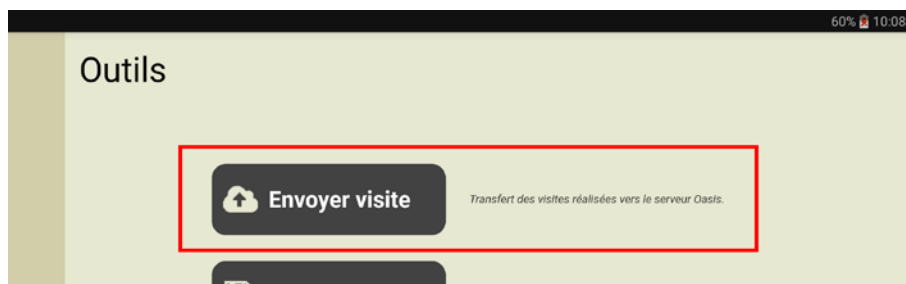 60% 10:08
Outils
Envoyer visite
Transfert des visites réalisées vers le serveur Oasis.